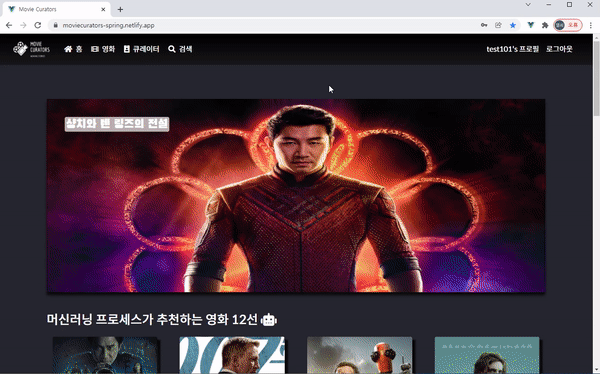 Movie Curators
moviecurators-spring.netlify.app
MOVIE
CURATORS
홈 영화 큐레이터 검색
test101's 프로필 로그아웃
샹치와 텐 링즈의 전설
머신러닝 프로세스가 추천하는 영화 12선